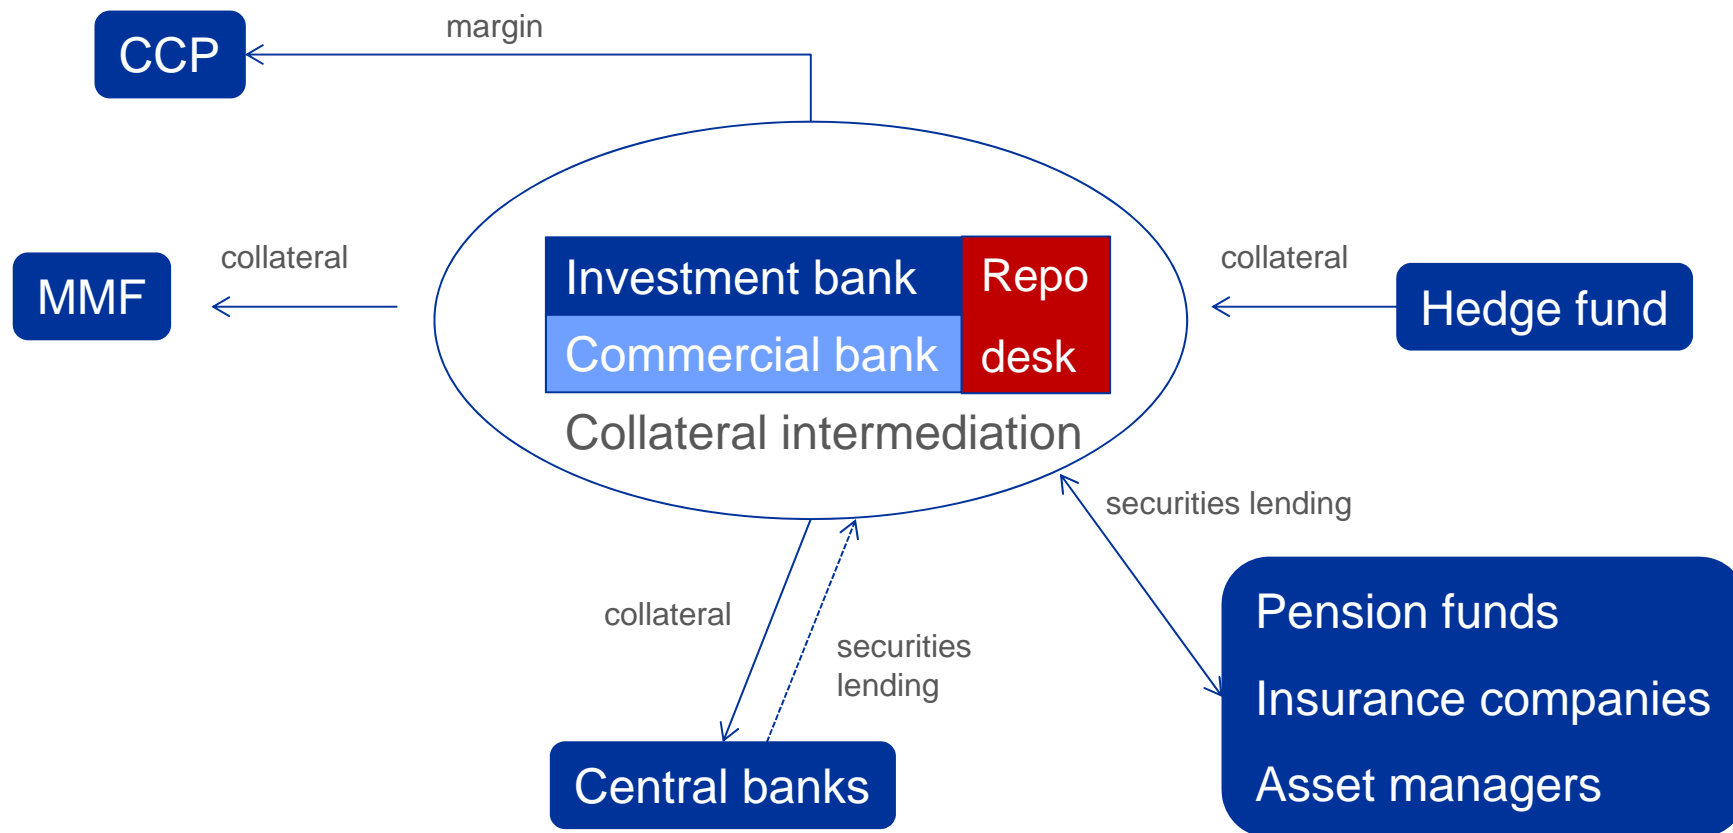 margin
CCP
collateral
MMF
Investment bank
Repo
Commercial bank
desk
Collateral intermediation
collateral
Hedge fund
securities lending
collateral
securities
lending
Central banks
Pension funds
Insurance companies
Asset managers